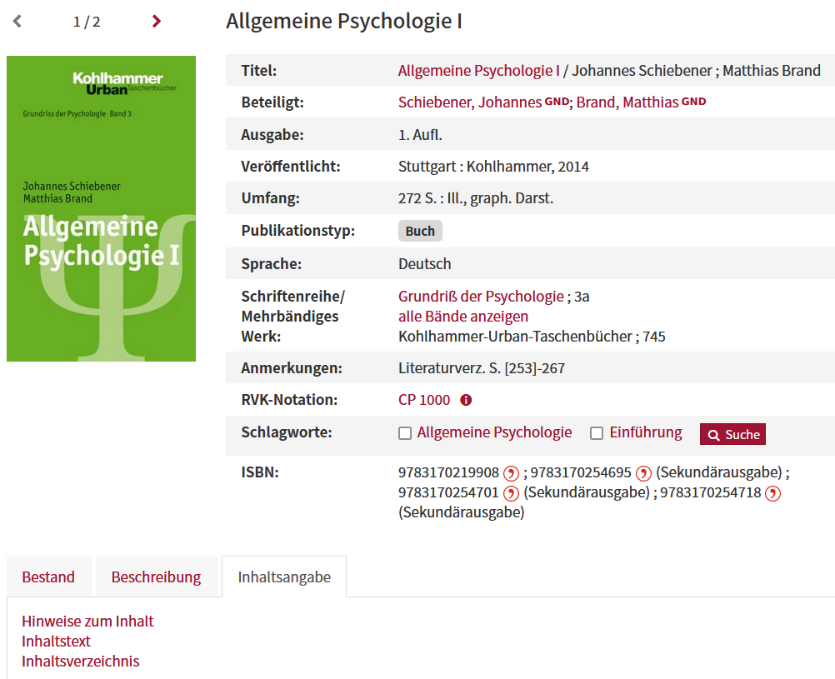 1 / 2
Allgemeine Psychologie I
Kohlhammer
Urban Taschenbücher
Grundriss der Psychologie Band 3
Johannes Schiebener
Matthias Brand
Allgemeine
Psychologie I
Titel: Allgemeine Psychologie I / Johannes Schiebener ; Matthias Brand
Beteiligt: Schiebener, Johannes GND; Brand, Matthias GND
Ausgabe: 1. Aufl.
Veröffentlicht: Stuttgart : Kohlhammer, 2014
Umfang: 272 S. : Ill., graph. Darst.
Publikationstyp: Buch
Sprache: Deutsch
Schriftenreihe/ Grundriß der Psychologie ; 3a
Mehrbändiges alle Bände anzeigen
Werk: Kohlhammer-Urban-Taschenbücher ; 745
Anmerkungen: Literaturverz. S. [253]-267
RVK-Notation: CP 1000
Schlagworte: Allgemeine Psychologie Einführung Suche
ISBN: 9783170219908 ; 9783170254695 (Sekundärausgabe) ;
9783170254701 (Sekundärausgabe) ; 9783170254718
(Sekundärausgabe)
Bestand Beschreibung Inhaltsangabe
Hinweise zum Inhalt
Inhaltstext
Inhaltsverzeichnis